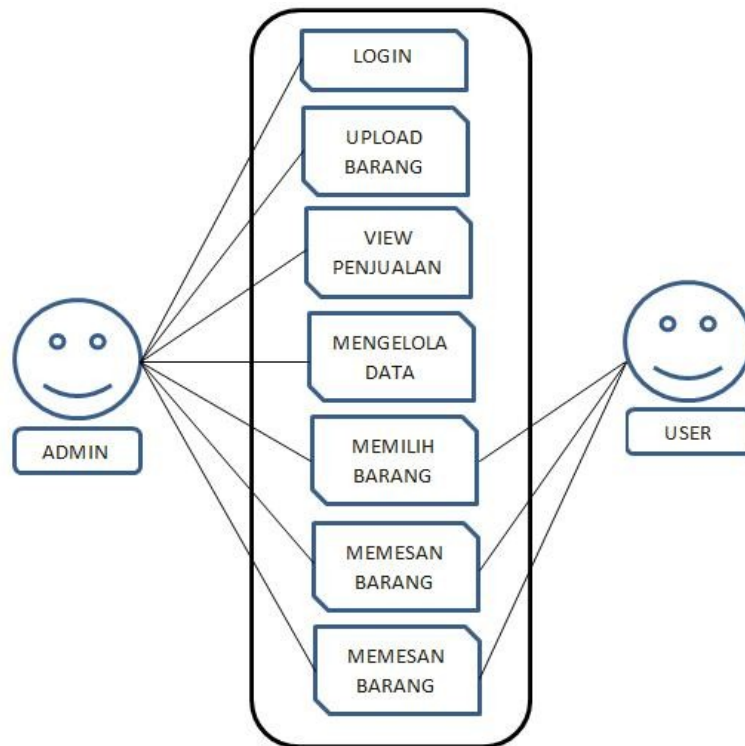 LOGIN
UPLOAD
BARANG
VIEW
PENJUALAN
MENGELOLA
DATA
MEMILIH
BARANG
MEMESAN
BARANG
MEMESAN
BARANG
ADMIN
USER